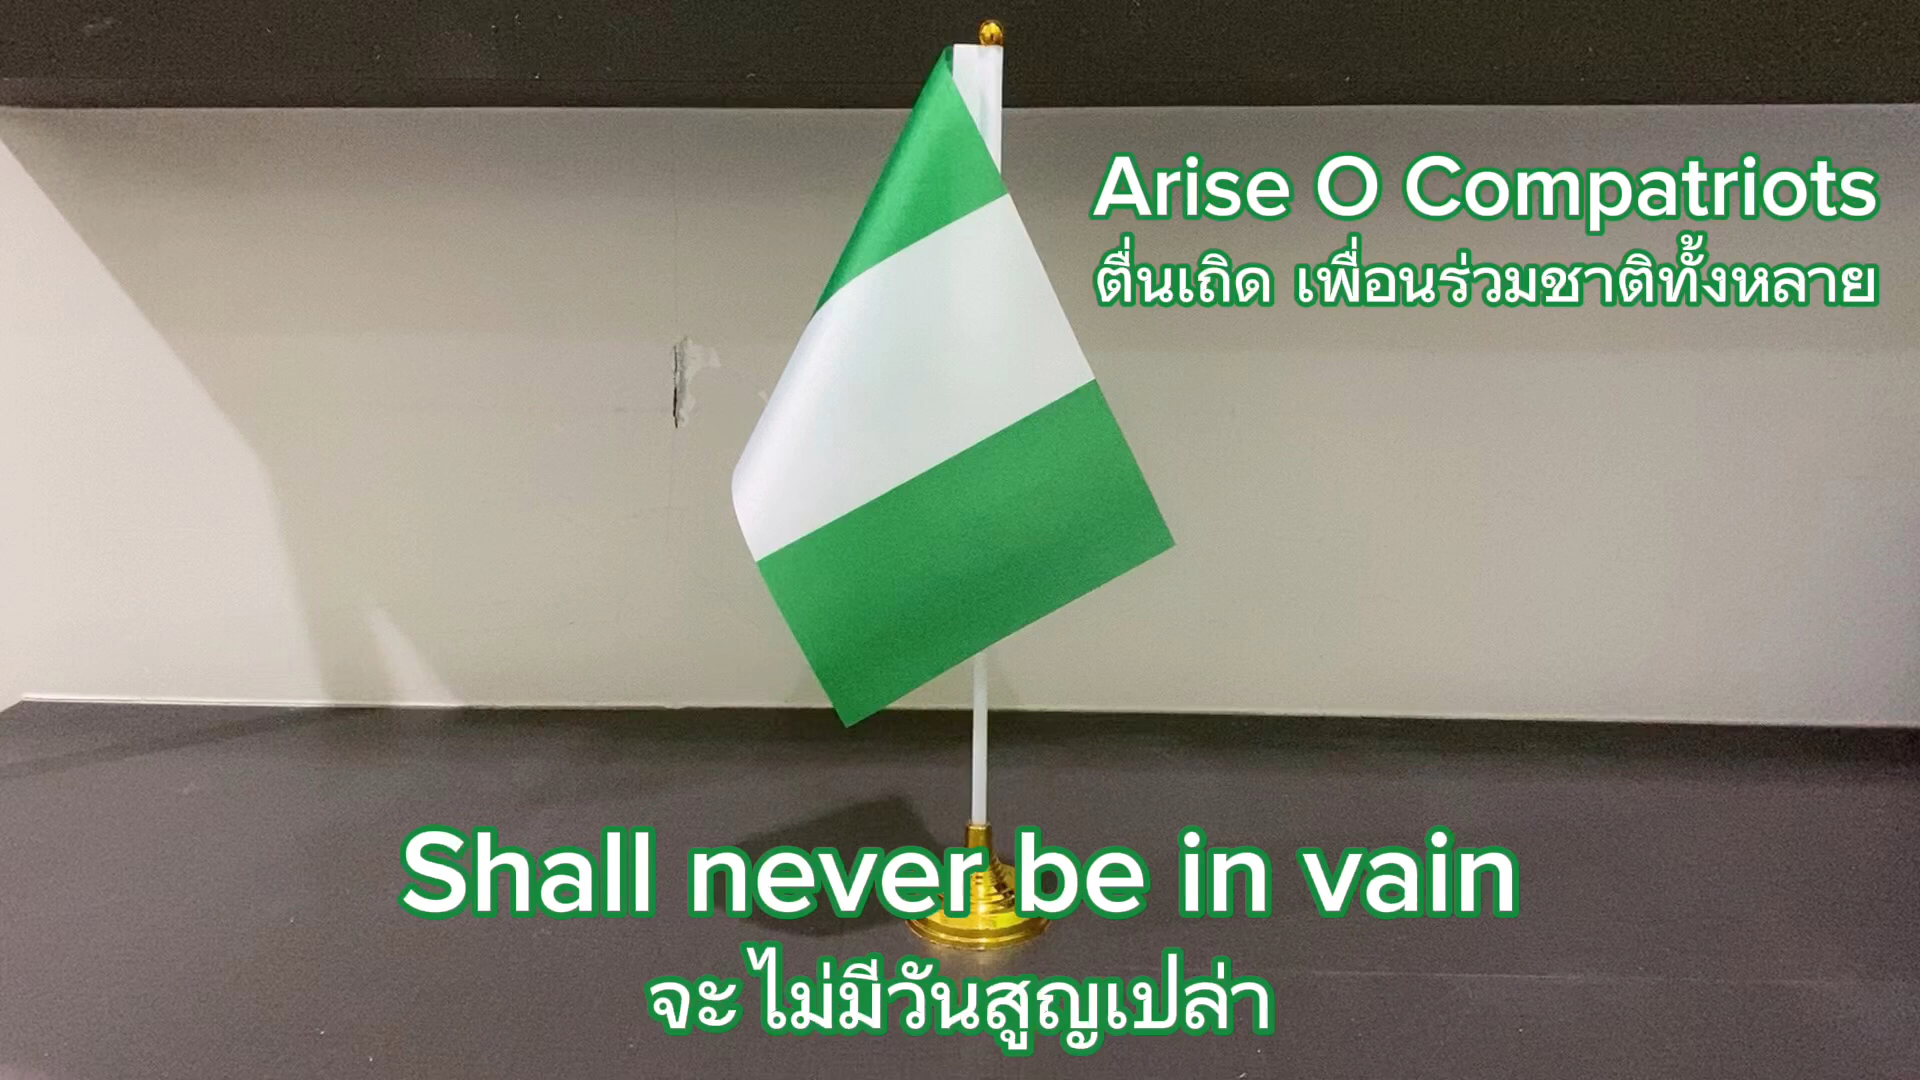 Arise O Compatriots
ตื่นเถิด เพื่อนร่วมชาติทั้งหลาย
Shall never be in vain
จะไม่มีวันสูญเปล่า